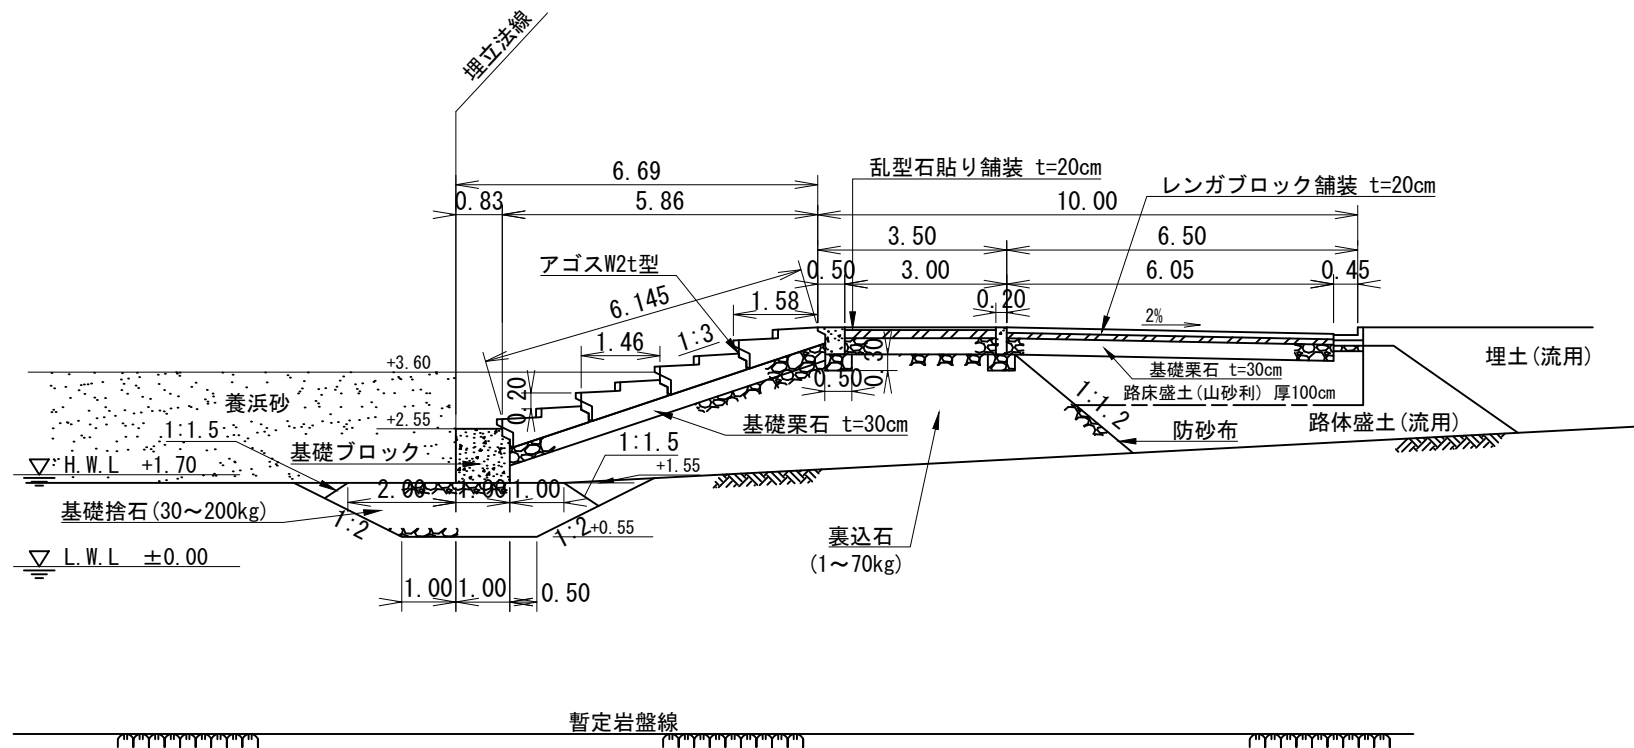 埋立法線
6.69
乱型石貼り舗装 t=20cm
レンガブロック舗装 t=20cm
0.83
5.86
10.00
3.50
6.50
アゴスW2t型
0.50
3.00
6.05
0.45
6.145
1.58
0.20
2%
1.46
1:3
0.30
+3.60
埋土(流用)
基礎栗石 t=30cm
0.50
路床盛土(山砂利) 厚100cm
0.20
養浜砂
1:1.2
+2.55
基礎栗石 t=30cm
路体盛土(流用)
1:1.5
防砂布
基礎ブロック
1:1.5
H.W.L +1.70
+1.55
2.00
1.00
1.00
基礎捨石(30～200kg)
1:2
1:2
+0.55
裏込石
(1～70kg)
L.W.L ±0.00
1.00
1.00
0.50
暫定岩盤線